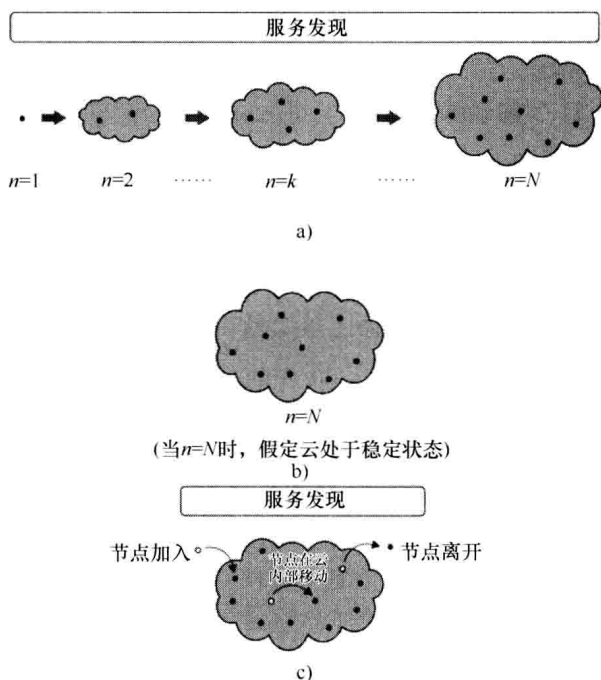 服务发现
n=1
n=2
……
n=k
……
n=N
a)
n=N
(当n=N时，假定云处于稳定状态)
b)
服务发现
节点加入
节点在云
内部移动
节点离开
c)